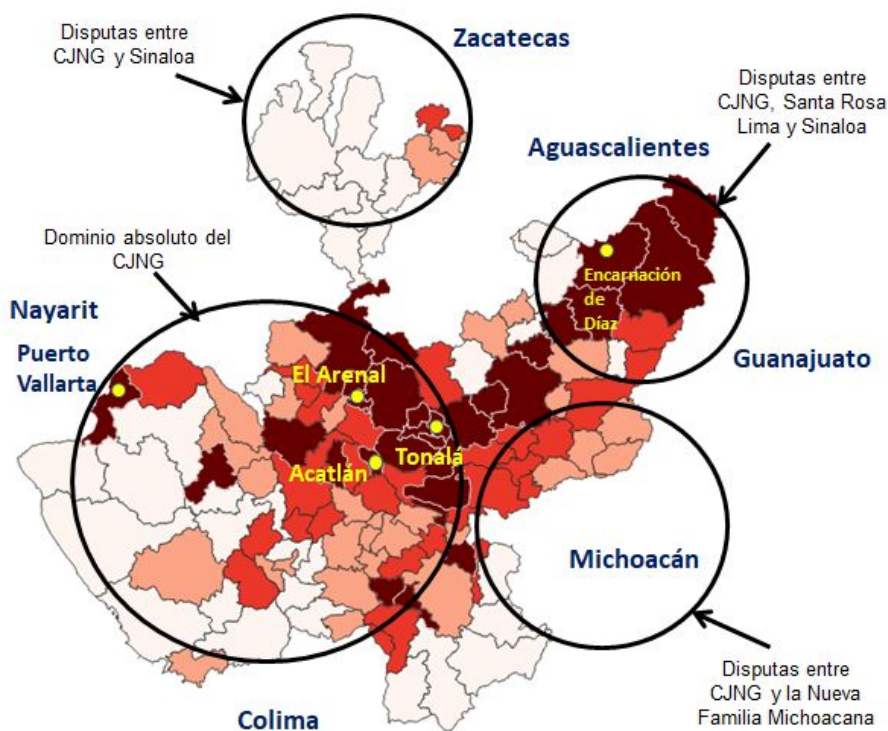 Disputas entre
CJNG y Sinaloa
Zacatecas
Disputas entre
CJNG, Santa Rosa
Lima y Sinaloa
Aguascalientes
Dominio absoluto del
CJNG
Encarnación
de
Díaz
Nayarit
Puerto
Vallarta
El Arenal
Guanajuato
Tonalá
Acatlán
Michoacán
Disputas entre
CJNG y la Nueva
Familia Michoacana
Colima